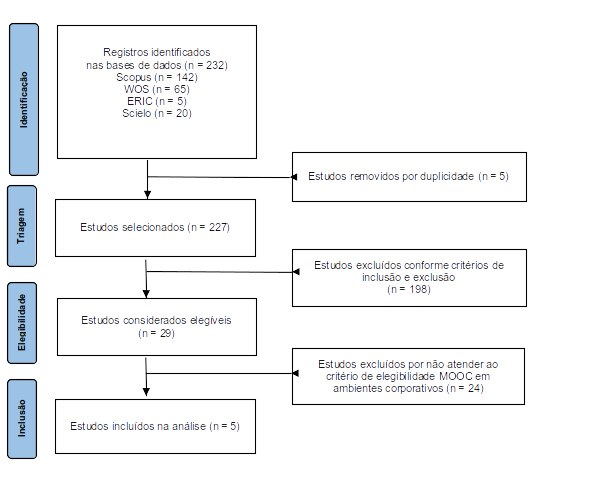 Identificação
Registros identificados
nas bases de dados (n = 232)
Scopus (n = 142)
WOS (n = 65)
ERIC (n = 5)
Scielo (n = 20)
Estudos removidos por duplicidade (n = 5)
Triagem
Estudos selecionados (n = 227)
Estudos excluídos conforme critérios de
inclusão e exclusão
(n = 198)
Elegibilidade
Estudos considerados elegíveis
(n = 29)
Estudos excluídos por não atender ao
critério de elegibilidade MOOC em
ambientes corporativos (n = 24)
Inclusão
Estudos incluídos na análise (n = 5)